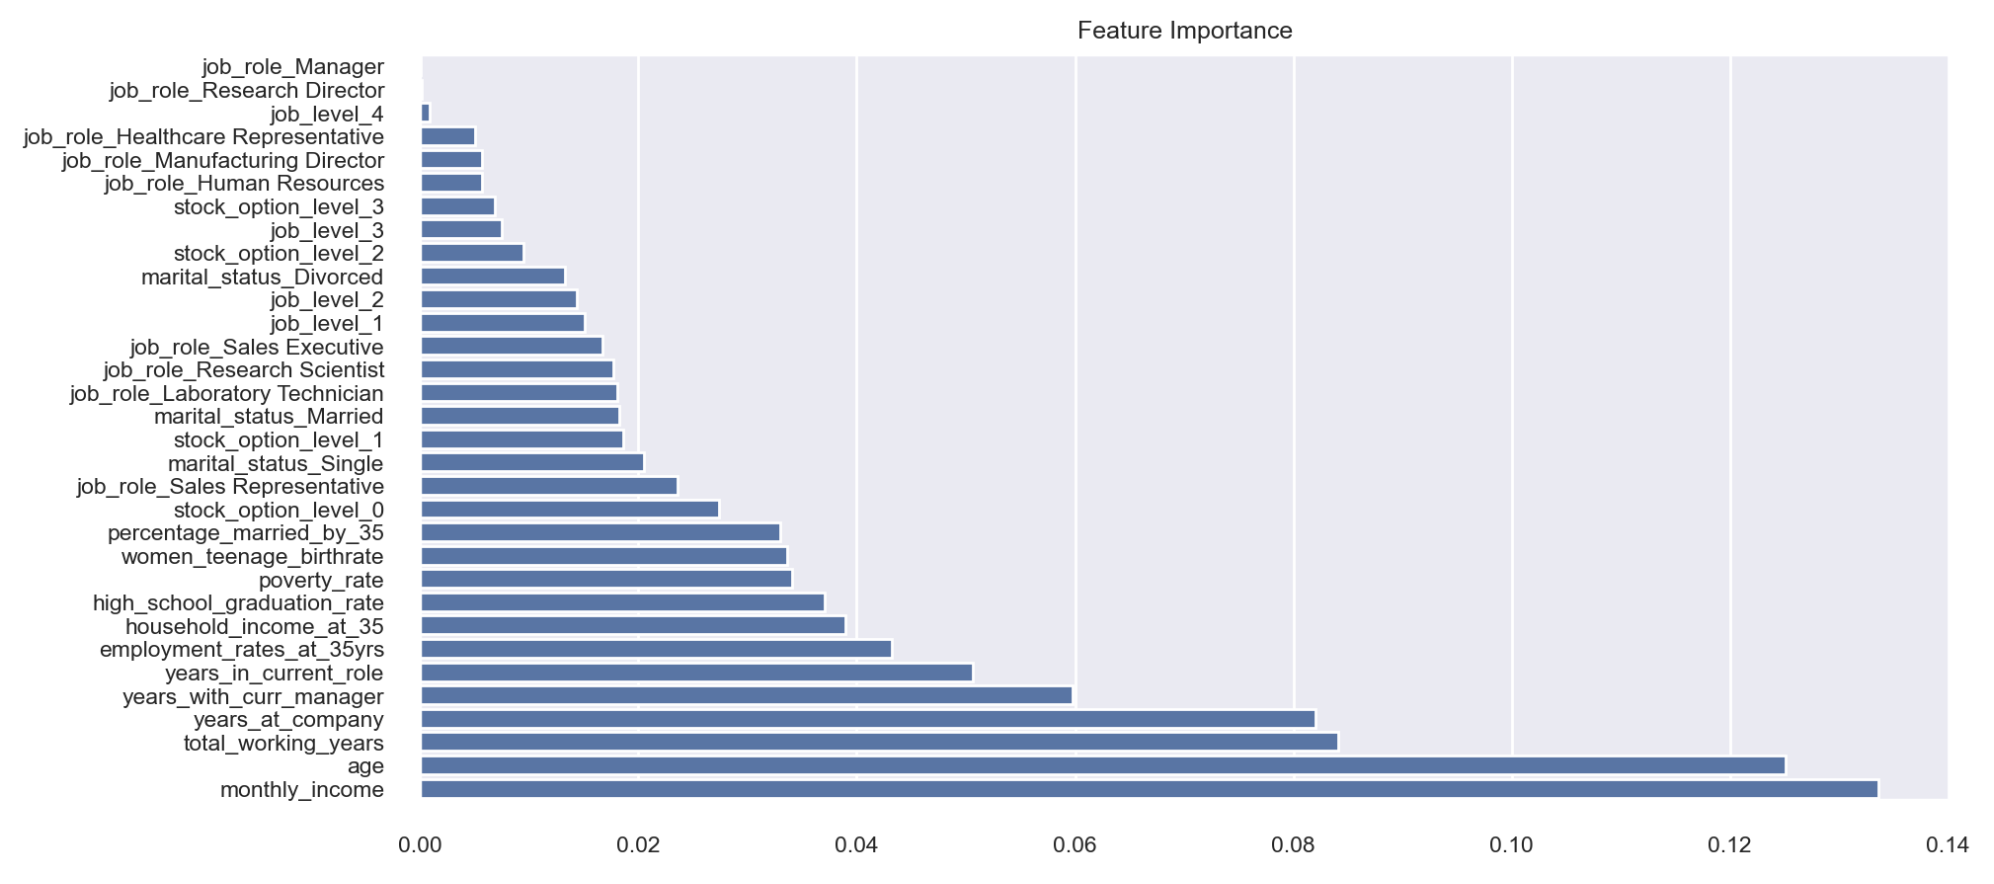 Feature Importance
job_role_Manager
job_role_Research Director
job_level_4
job_role_Healthcare Representative
job_role_Manufacturing Director
job_role_Human Resources
stock_option_level_3
job_level_3
stock_option_level_2
marital_status_Divorced
job_level_2
job_level_1
job_role_Sales Executive
job_role_Research Scientist
job_role_Laboratory Technician
marital_status_Married
stock_option_level_1
marital_status_Single
job_role_Sales Representative
stock_option_level_0
percentage_married_by_35
women_teenage_birthrate
poverty_rate
high_school_graduation_rate
household_income_at_35
employment_rates_at_35yrs
years_in_current_role
years_with_curr_manager
years_at_company
total_working_years
age
monthly_income
0.00 0.02 0.04 0.06 0.08 0.10 0.12 0.14